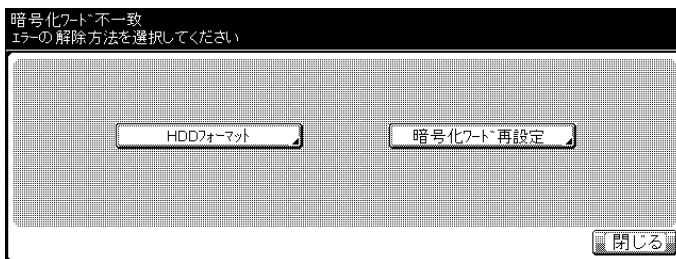 暗号化ﾜｰﾄﾞ不一致
ｴﾗｰの解除方法を選択してください
HDDﾌｫｰﾏｯﾄ
暗号化ﾜｰﾄﾞ再設定
閉じる